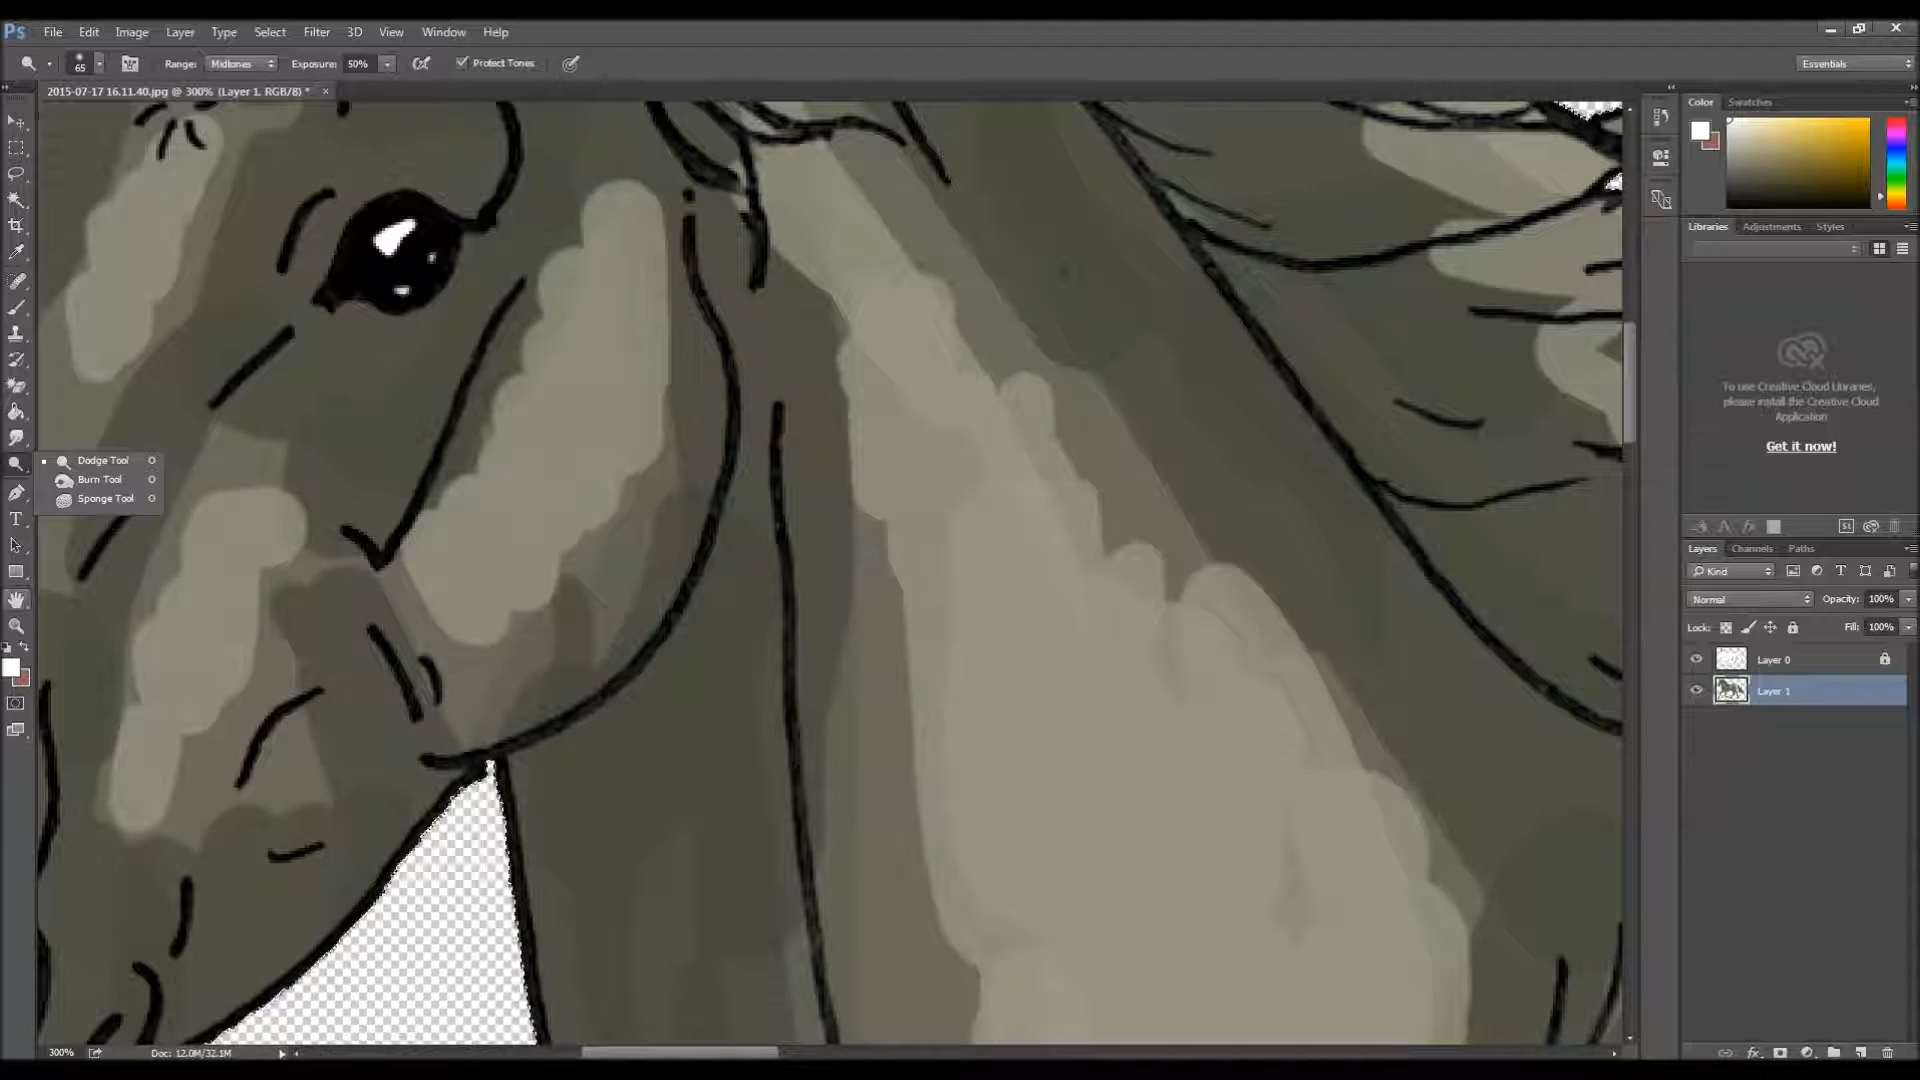 Ps File Edit Image Layer Type Select Filter 3D View Window Help
65 Range: Midtones Exposure: 50% Protect Tones Essentials
2015-07-17 16.11.40.jpg @ 300% (Layer 1, RGB/8) * ×
Color Swatches
Libraries Adjustments Styles
To use Creative Cloud Libraries,
please install the Creative Cloud
Application
Get it now!
Dodge Tool O
Burn Tool O
Sponge Tool O
T
St
Layers Channels Paths
Kind
Normal Opacity: 100%
Lock: Fill: 100%
Layer 0
Layer 1
300% Doc: 12.0M/32.1M
fx